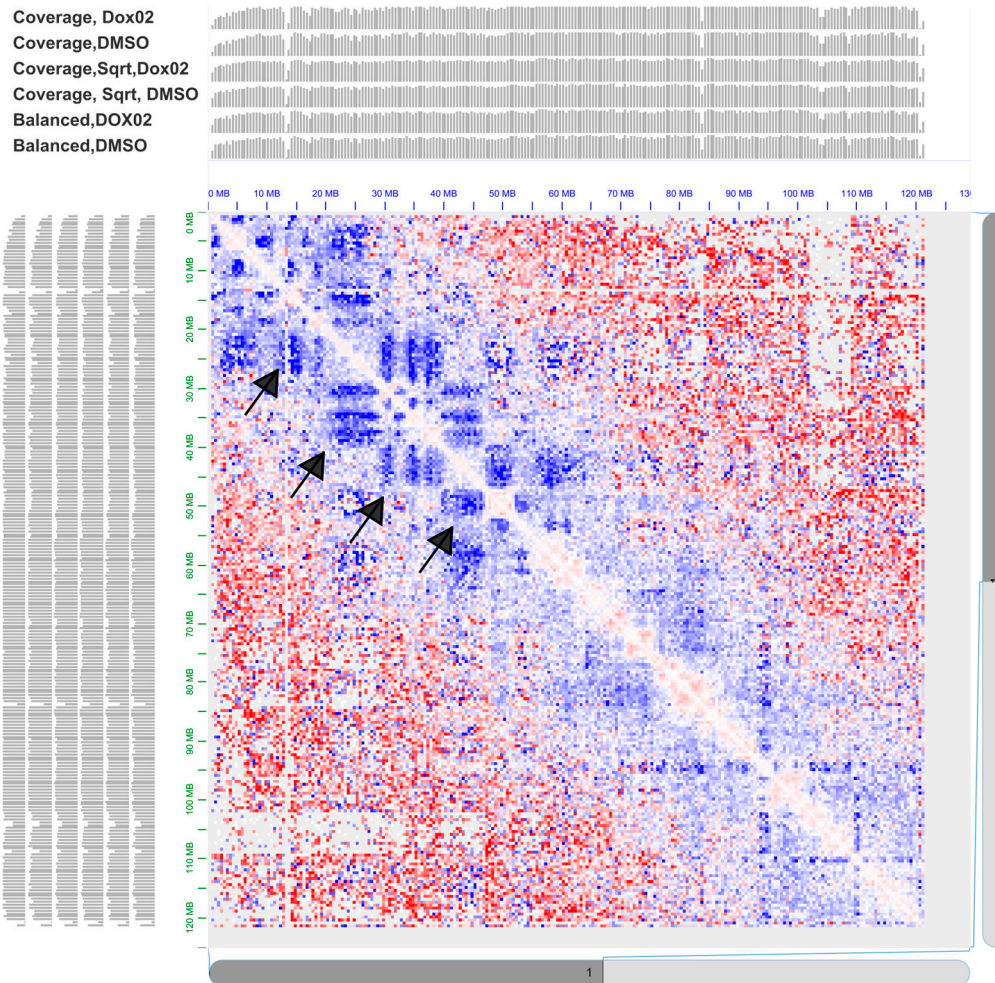 Coverage, Dox02
Coverage,DMSO
Coverage,Sqrt,Dox02
Coverage, Sqrt, DMSO
Balanced,DOX02
Balanced,DMSO
0 MB 10 MB 20 MB 30 MB 40 MB 50 MB 60 MB 70 MB 80 MB 90 MB 100 MB 110 MB 120 MB
0 MB
10 MB
20 MB
30 MB
40 MB
50 MB
60 MB
70 MB
80 MB
90 MB
100 MB
110 MB
120 MB
1